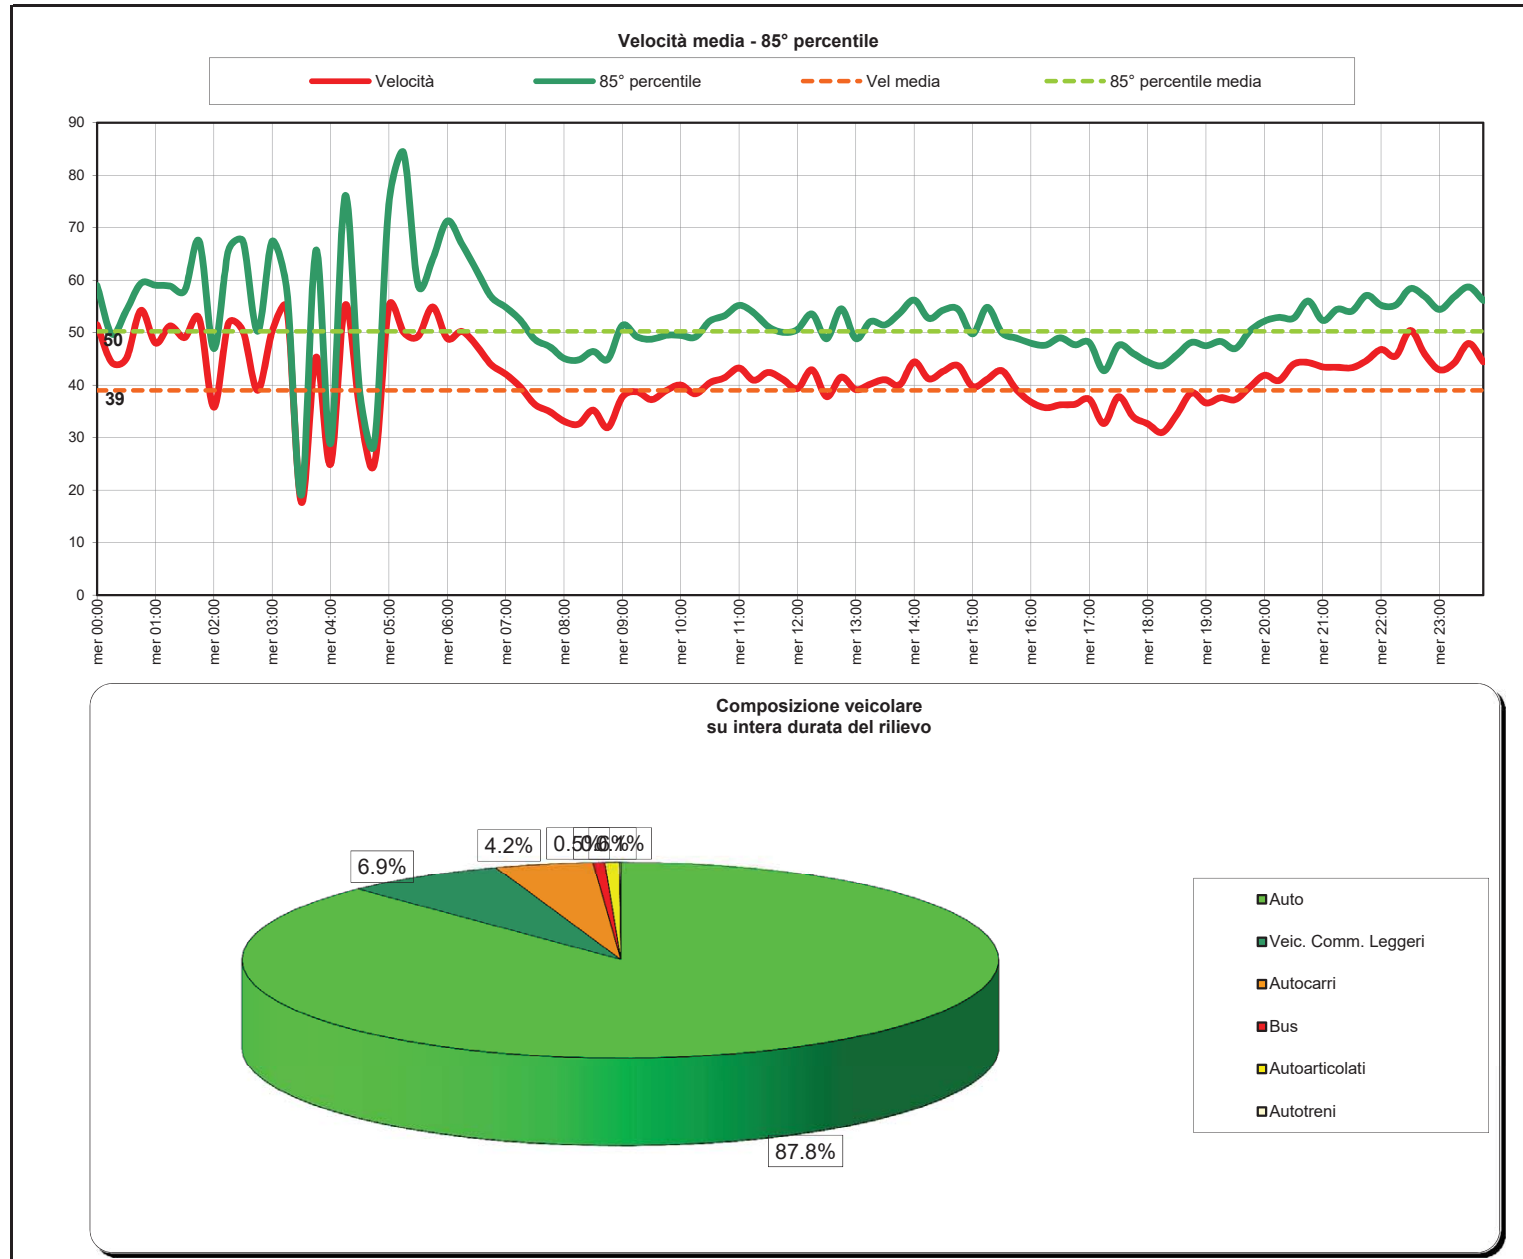 Velocità media - 85° percentile
Velocità 85° percentile Vel media 85° percentile media
90
80
70
60
50
40
30
20
10
0
50
39
mer 00:00
mer 01:00
mer 02:00
mer 03:00
mer 04:00
mer 05:00
mer 06:00
mer 07:00
mer 08:00
mer 09:00
mer 10:00
mer 11:00
mer 12:00
mer 13:00
mer 14:00
mer 15:00
mer 16:00
mer 17:00
mer 18:00
mer 19:00
mer 20:00
mer 21:00
mer 22:00
mer 23:00
Composizione veicolare
su intera durata del rilievo
6.9%
4.2%
0.5%
0.6%
0.1%
87.8%
Auto
Veic. Comm. Leggeri
Autocarri
Bus
Autoarticolati
Autotreni